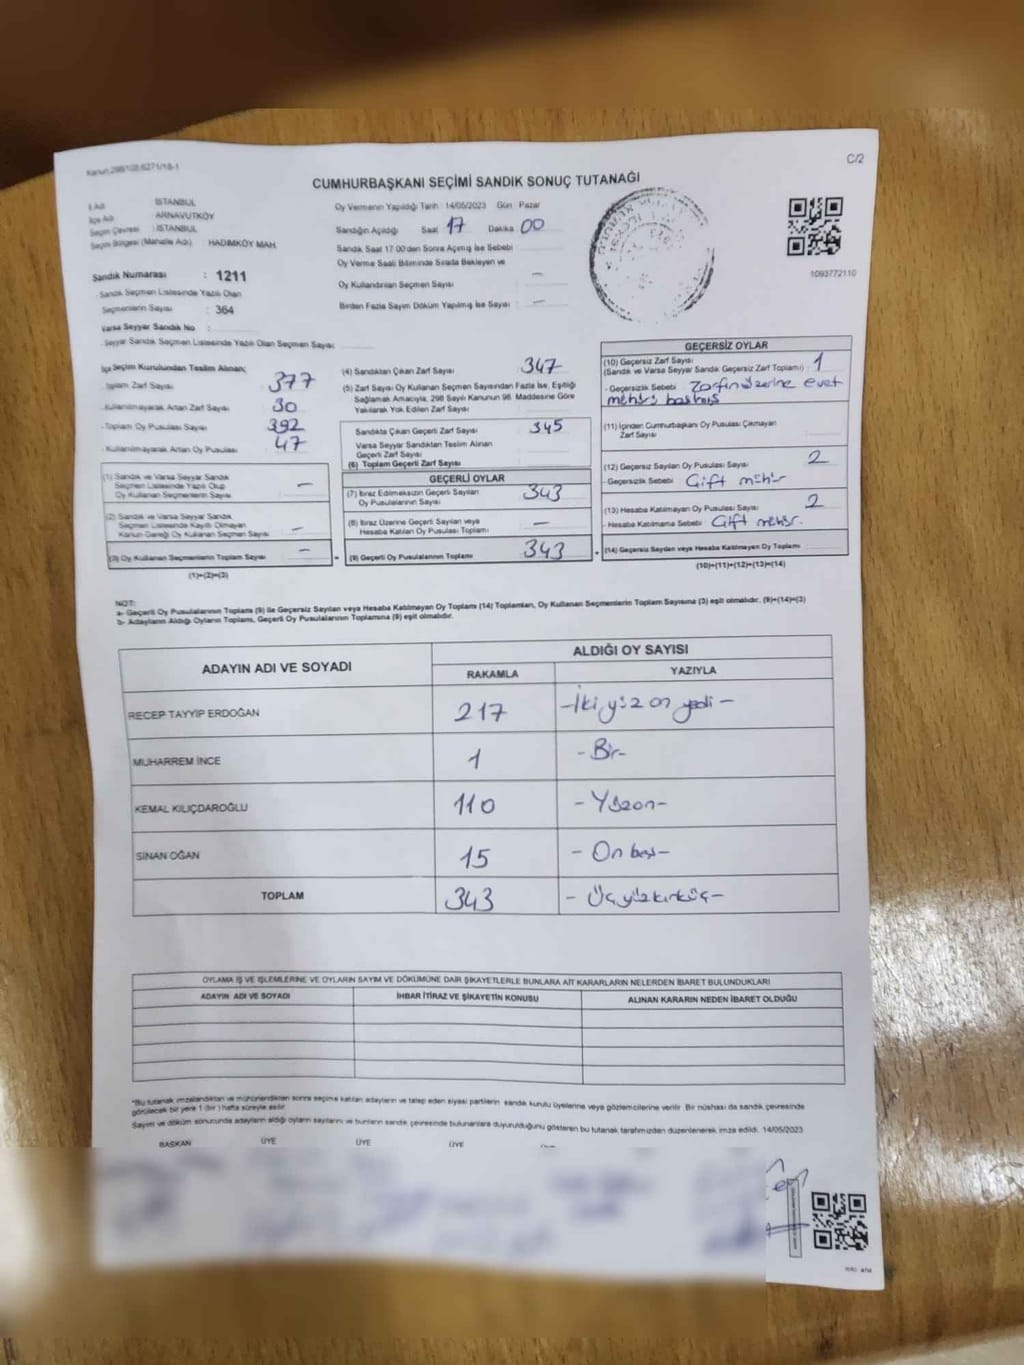 Kanun 298/105,6271/18-1
C/2
CUMHURBAŞKANI SEÇİMİ SANDIK SONUÇ TUTANAĞI
İl Adı : İSTANBUL
İlçe Adı : ARNAVUTKÖY
Seçim Çevresi : İSTANBUL
Seçim Bölgesi (Mahalle Adı) : HADIMKÖY MAH.
Sandık Numarası : 1211
Sandık Seçmen Listesinde Yazılı Olan
Seçmenlerin Sayısı : 364
Varsa Seyyar Sandık No :
Seyyar Sandık Seçmen Listesinde Yazılı Olan Seçmen Sayısı :
Oy Vermenin Yapıldığı Tarih : 14/05/2023 Gün : Pazar
Sandığın Açıldığı Saat 17 Dakika 00
Sandık Saat 17:00'den Sonra Açılmış İse Sebebi :
Oy Verme Saati Bitiminde Sırada Bekleyen ve
Oy Kullandırılan Seçmen Sayısı : —
Birden Fazla Sayım Döküm Yapılmış İse Sayısı : —
1093772110
İlçe Seçim Kurulundan Teslim Alınan;
- Toplam Zarf Sayısı : 377
- Kullanılmayarak Artan Zarf Sayısı : 30
- Toplam Oy Pusulası Sayısı : 392
- Kullanılmayarak Artan Oy Pusulası : 47
(1) Sandık ve Varsa Seyyar Sandık
Seçmen Listesinde Yazılı Olup
Oy Kullanan Seçmenlerin Sayısı : —
(2) Sandık ve Varsa Seyyar Sandık
Seçmen Listesinde Kayıtlı Olmayan
Kanun Gereği Oy Kullanan Seçmen Sayısı : —
(3) Oy Kullanan Seçmenlerin Toplam Sayısı : —
(1)+(2)=(3)
(4) Sandıktan Çıkan Zarf Sayısı : 347
(5) Zarf Sayısı Oy Kullanan Seçmen Sayısından Fazla İse, Eşitliği
Sağlamak Amacıyla, 298 Sayılı Kanunun 98. Maddesine Göre
Yakılarak Yok Edilen Zarf Sayısı :
Sandıkta Çıkan Geçerli Zarf Sayısı : 345
Varsa Seyyar Sandıktan Teslim Alınan
Geçerli Zarf Sayısı :
(6) Toplam Geçerli Zarf Sayısı :
GEÇERLİ OYLAR
(7) İtiraz Edilmeksizin Geçerli Sayılan
Oy Pusulalarının Sayısı : 343
(8) İtiraz Üzerine Geçerli Sayılan veya
Hesaba Katılan Oy Pusulası Toplamı : —
(9) Geçerli Oy Pusulalarının Toplamı : 343
GEÇERSİZ OYLAR
(10) Geçersiz Zarf Sayısı : 1
(Sandık ve Varsa Seyyar Sandık Geçersiz Zarf Toplamı)
- Geçersizlik Sebebi : Zarfın üzerine evet
mührü basılmış
(11) İçinden Cumhurbaşkanı Oy Pusulası Çıkmayan
Zarf Sayısı :
(12) Geçersiz Sayılan Oy Pusulası Sayısı : 2
- Geçersizlik Sebebi : Çift mühür
(13) Hesaba Katılmayan Oy Pusulası Sayısı : 2
- Hesaba Katılmama Sebebi : Çift mühür.
(14) Geçersiz Sayılan veya Hesaba Katılmayan Oy Toplamı :
(10)+(11)+(12)+(13)=(14)
NOT:
a- Geçerli Oy Pusulalarının Toplamı (9) ile Geçersiz Sayılan veya Hesaba Katılmayan Oy Toplamı (14) Toplamları, Oy Kullanan Seçmenlerin Toplam Sayısına (3) eşit olmalıdır. (9)+(14)=(3)
b- Adayların Aldığı Oyların Toplamı, Geçerli Oy Pusulalarının Toplamına (9) eşit olmalıdır.
ADAYIN ADI VE SOYADI ALDIĞI OY SAYISI
RAKAMLA YAZIYLA
RECEP TAYYİP ERDOĞAN 217 -İki yüz on yedi-
MUHARREM İNCE 1 -Bir-
KEMAL KILIÇDAROĞLU 110 -Yüzon-
SİNAN OĞAN 15 -On beş-
TOPLAM 343 -Üçyüzkırküç-
OYLAMA İŞ VE İŞLEMLERİNE VE OYLARIN SAYIM VE DÖKÜMÜNE DAİR ŞİKAYETLERLE BUNLARA AİT KARARLARIN NELERDEN İBARET BULUNDUKLARI
ADAYIN ADI VE SOYADI İHBAR İTİRAZ VE ŞİKAYETİN KONUSU ALINAN KARARIN NEDEN İBARET OLDUĞU
*Bu tutanak imzalandıktan ve mühürlendikten sonra seçime katılan adayların ve talep eden siyasi partilerin sandık kurulu üyelerine veya gözlemcilerine verilir. Bir nüshası da sandık çevresinde
görülecek bir yere 1 (bir) hafta süreyle asılır.
Sayım ve döküm sonucunda adayların aldığı oyların sayılarını ve bunların sandık çevresinde bulunanlara duyurulduğunu gösteren bu tutanak tarafımızdan düzenlenerek imza edildi. 14/05/2023
BAŞKAN ÜYE ÜYE ÜYE